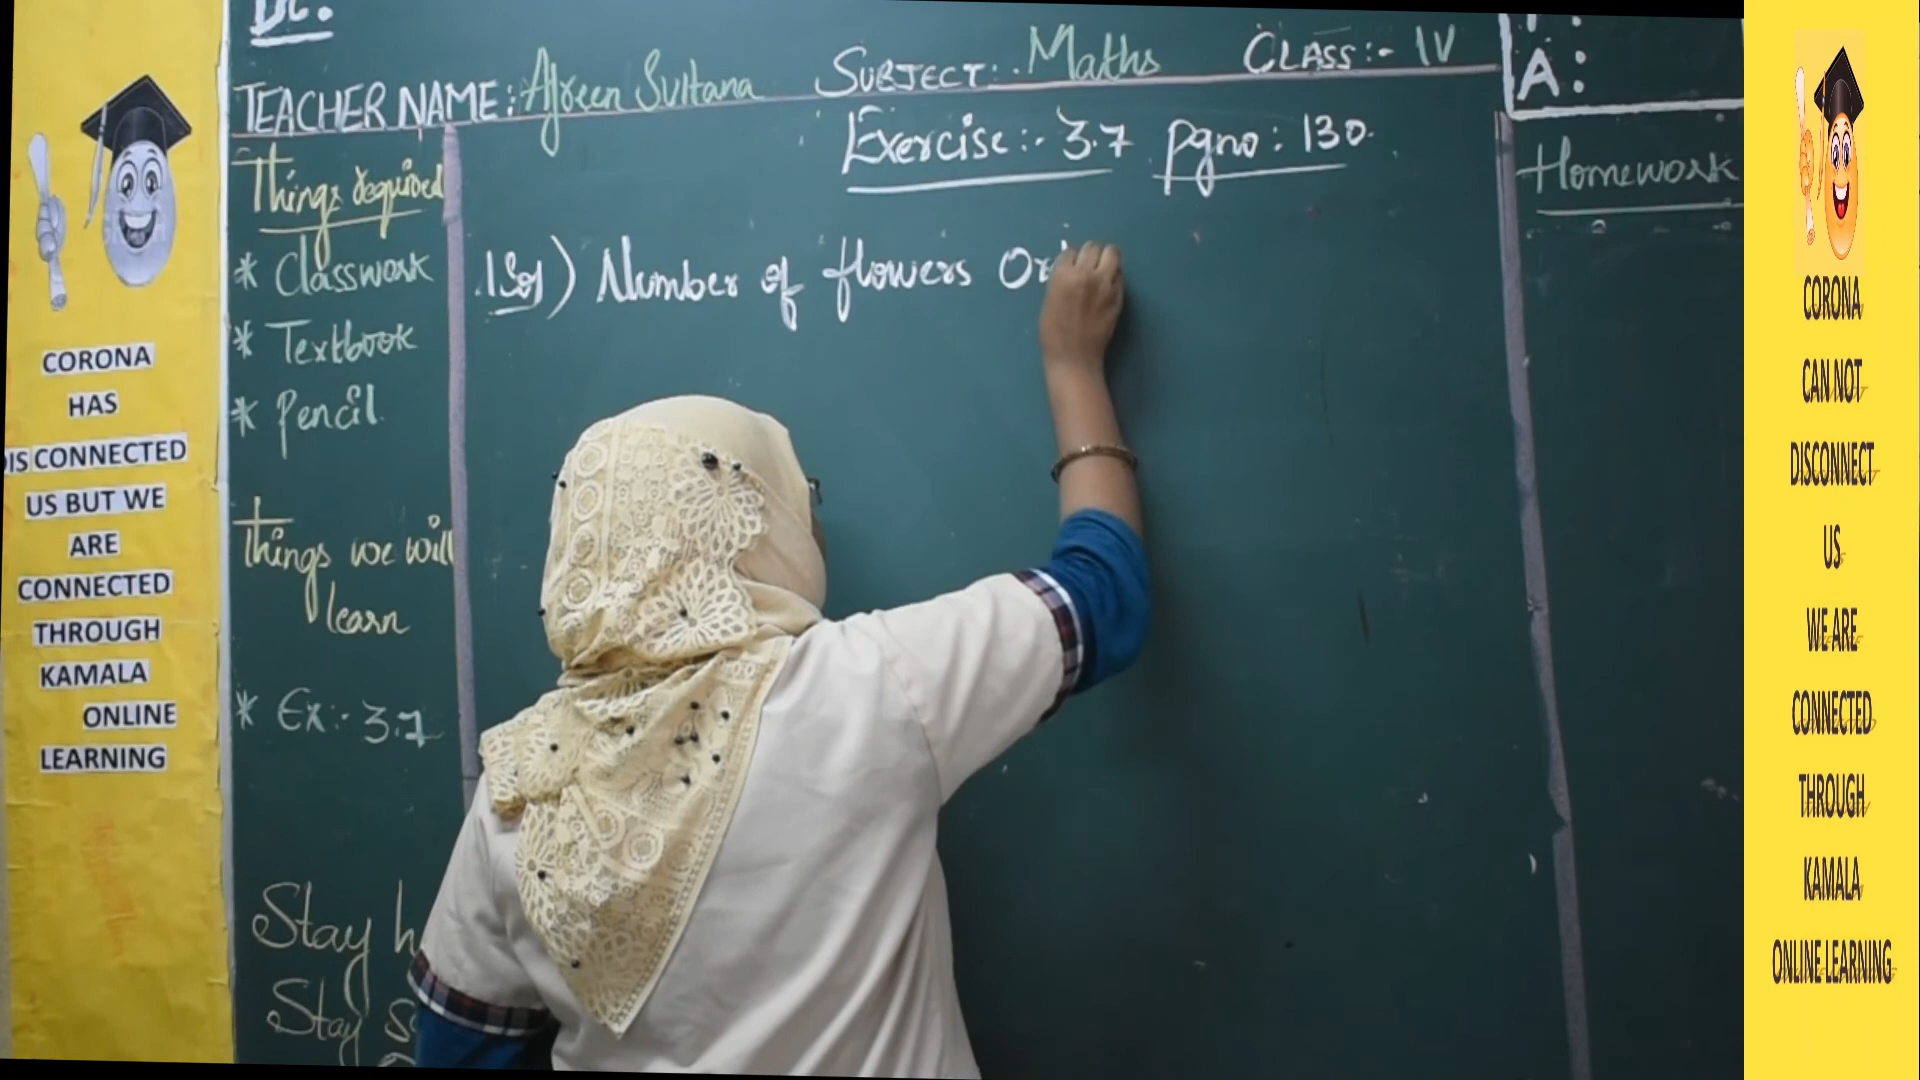 CORONA
HAS
DIS CONNECTED
US BUT WE
ARE
CONNECTED
THROUGH
KAMALA
ONLINE
LEARNING
TEACHER NAME: Afreen Sultana SUBJECT:- Maths CLASS:- IV
A:
Things required
* Classwork
* Textbook
* Pencil
Things we will
learn
* Ex:- 3.7
Stay
Stay
Exercise:- 3.7 pgno: 130.
1Sol) Number of flowers
Homework
CORONA
CAN NOT
DISCONNECT
US
WE ARE
CONNECTED
THROUGH
KAMALA
ONLINE LEARNING